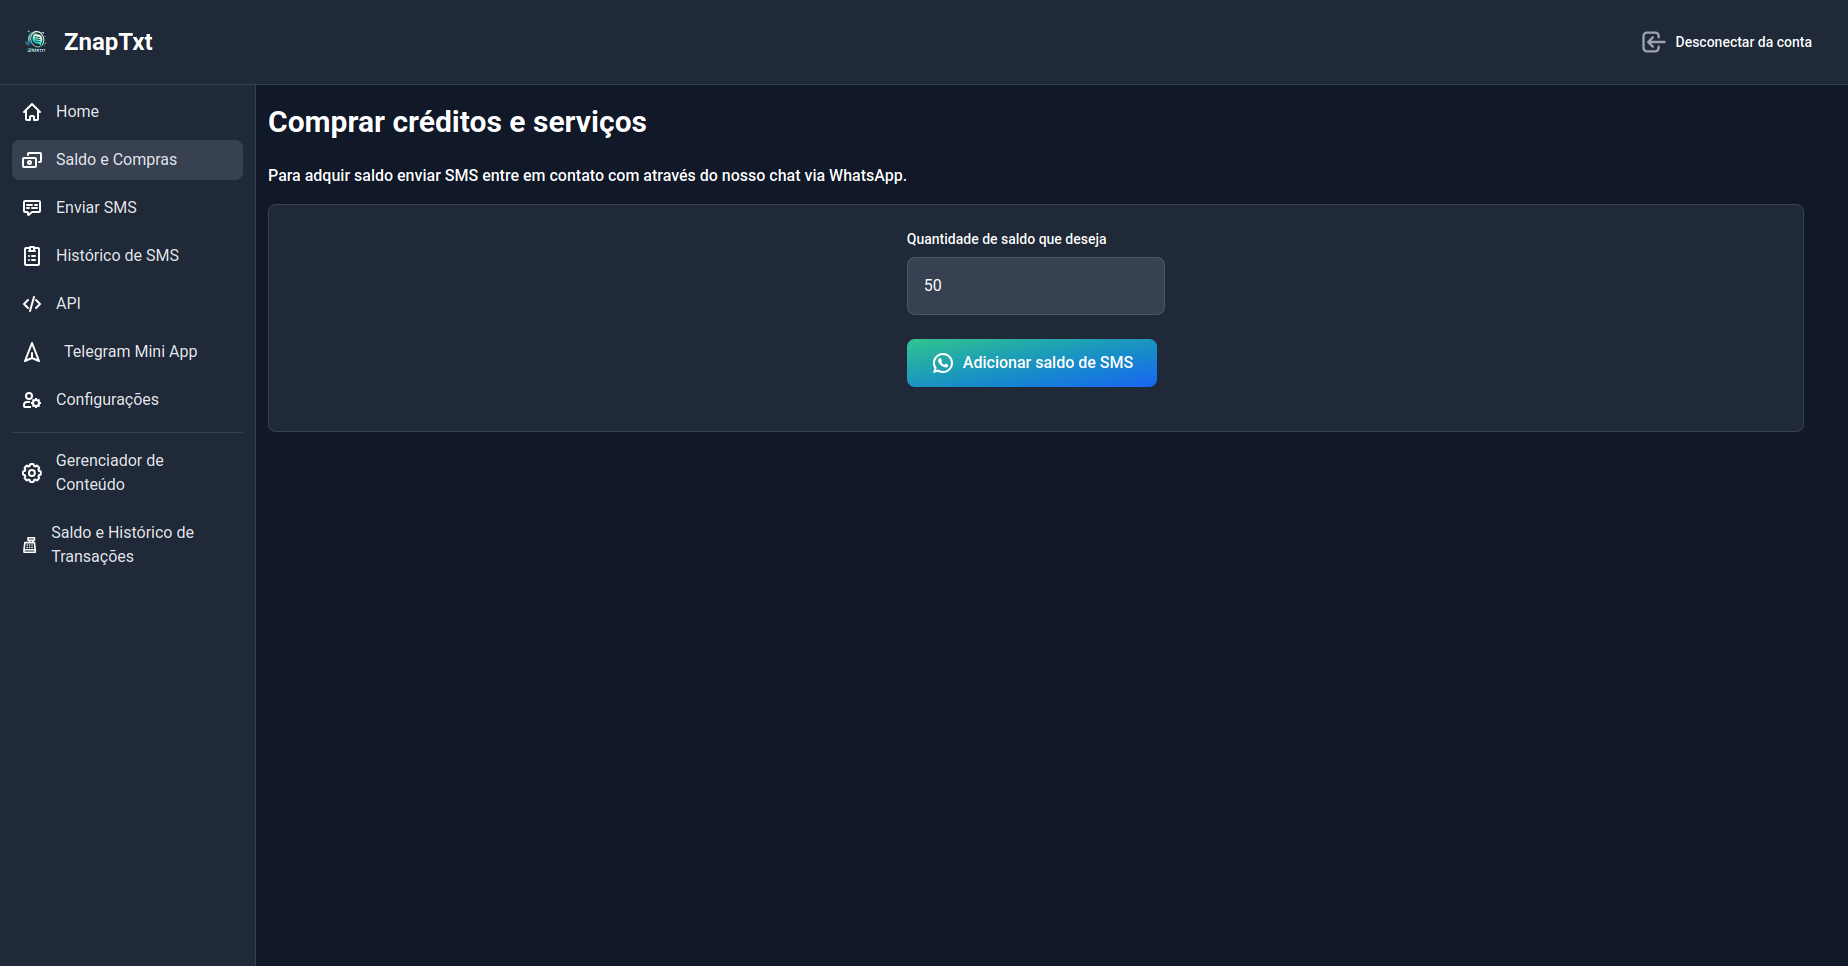 ZnapTxt
Desconectar da conta
Home
Saldo e Compras
Enviar SMS
Histórico de SMS
API
Telegram Mini App
Configurações
Gerenciador de
Conteúdo
Saldo e Histórico de
Transações
Comprar créditos e serviços
Para adquir saldo enviar SMS entre em contato com através do nosso chat via WhatsApp.
Quantidade de saldo que deseja
50
Adicionar saldo de SMS